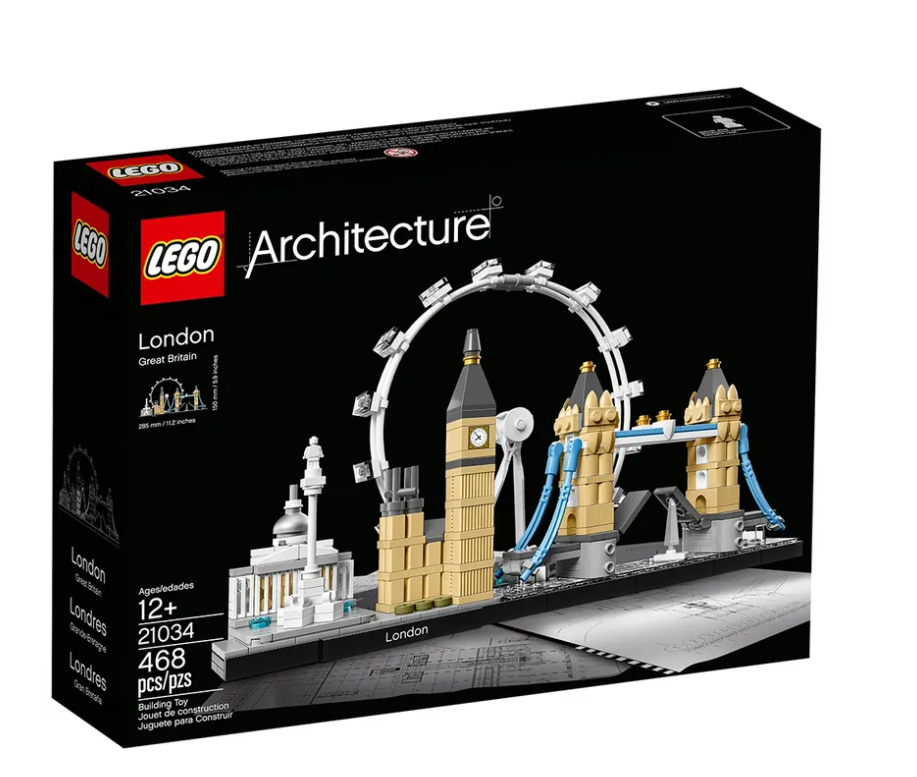 LEGO
21034
LEGO
LEGO
Architecture
London
Great Britain
150 mm / 5.9 inches
285 mm / 11.2 inches
London
Great Britain
Londres
Grande-Bretagne
Londres
Gran Bretaña
Ages/edades
12+
21034
468
pcs/pzs
Building Toy
Jouet de construction
Juguete para Construir
London